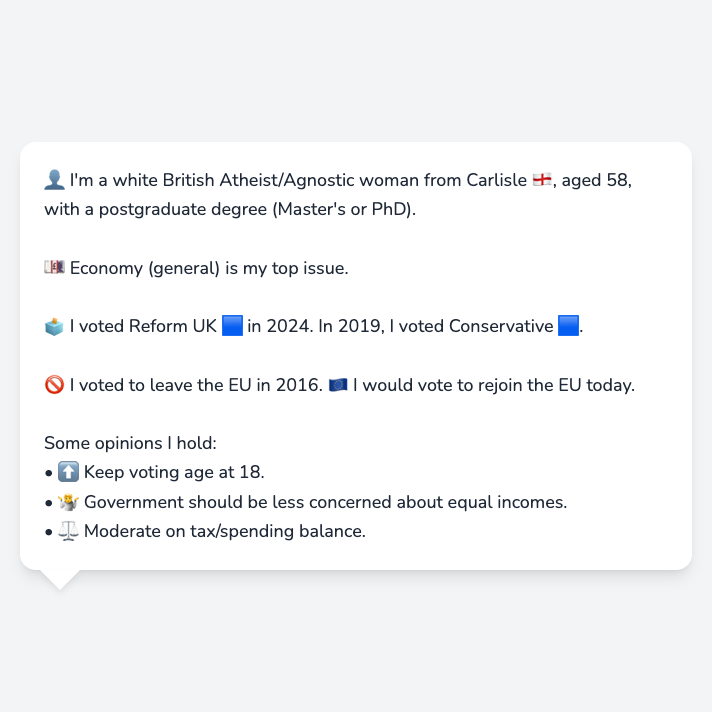 👤 I'm a white British Atheist/Agnostic woman from Carlisle 🏴󠁧󠁢󠁥󠁮󠁧󠁿, aged 58,
with a postgraduate degree (Master's or PhD).
💷 Economy (general) is my top issue.
🗳️ I voted Reform UK 🟦 in 2024. In 2019, I voted Conservative 🟦.
🚫 I voted to leave the EU in 2016. 🇪🇺 I would vote to rejoin the EU today.
Some opinions I hold:
• ⬆️ Keep voting age at 18.
• 🤷 Government should be less concerned about equal incomes.
• ⚖️ Moderate on tax/spending balance.